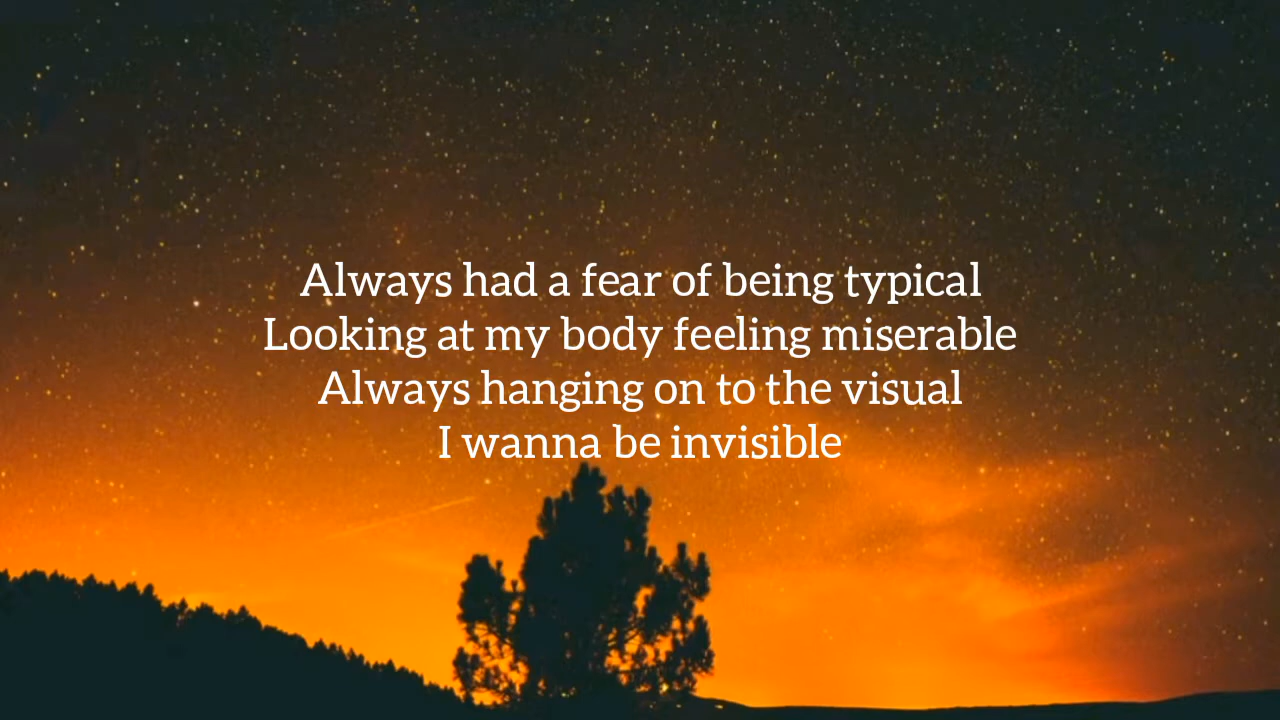 Always had a fear of being typical
Looking at my body feeling miserable
Always hanging on to the visual
I wanna be invisible